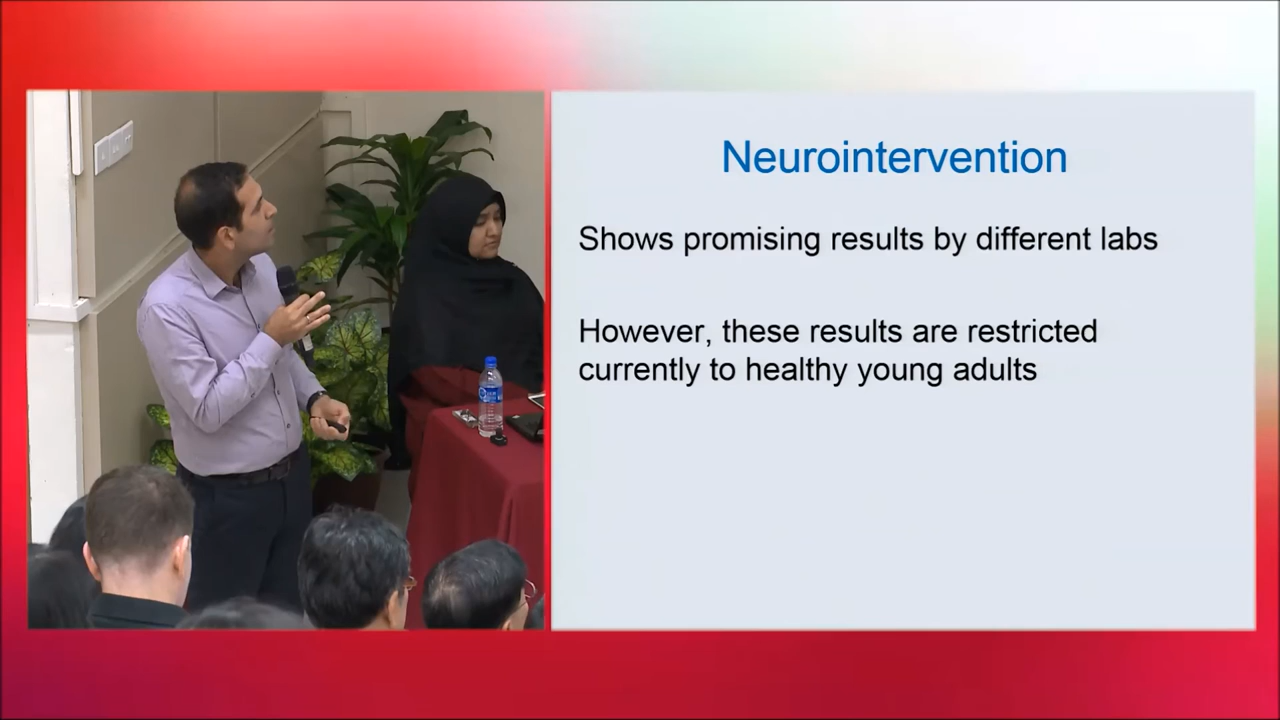 Neurointervention
Shows promising results by different labs
However, these results are restricted
currently to healthy young adults